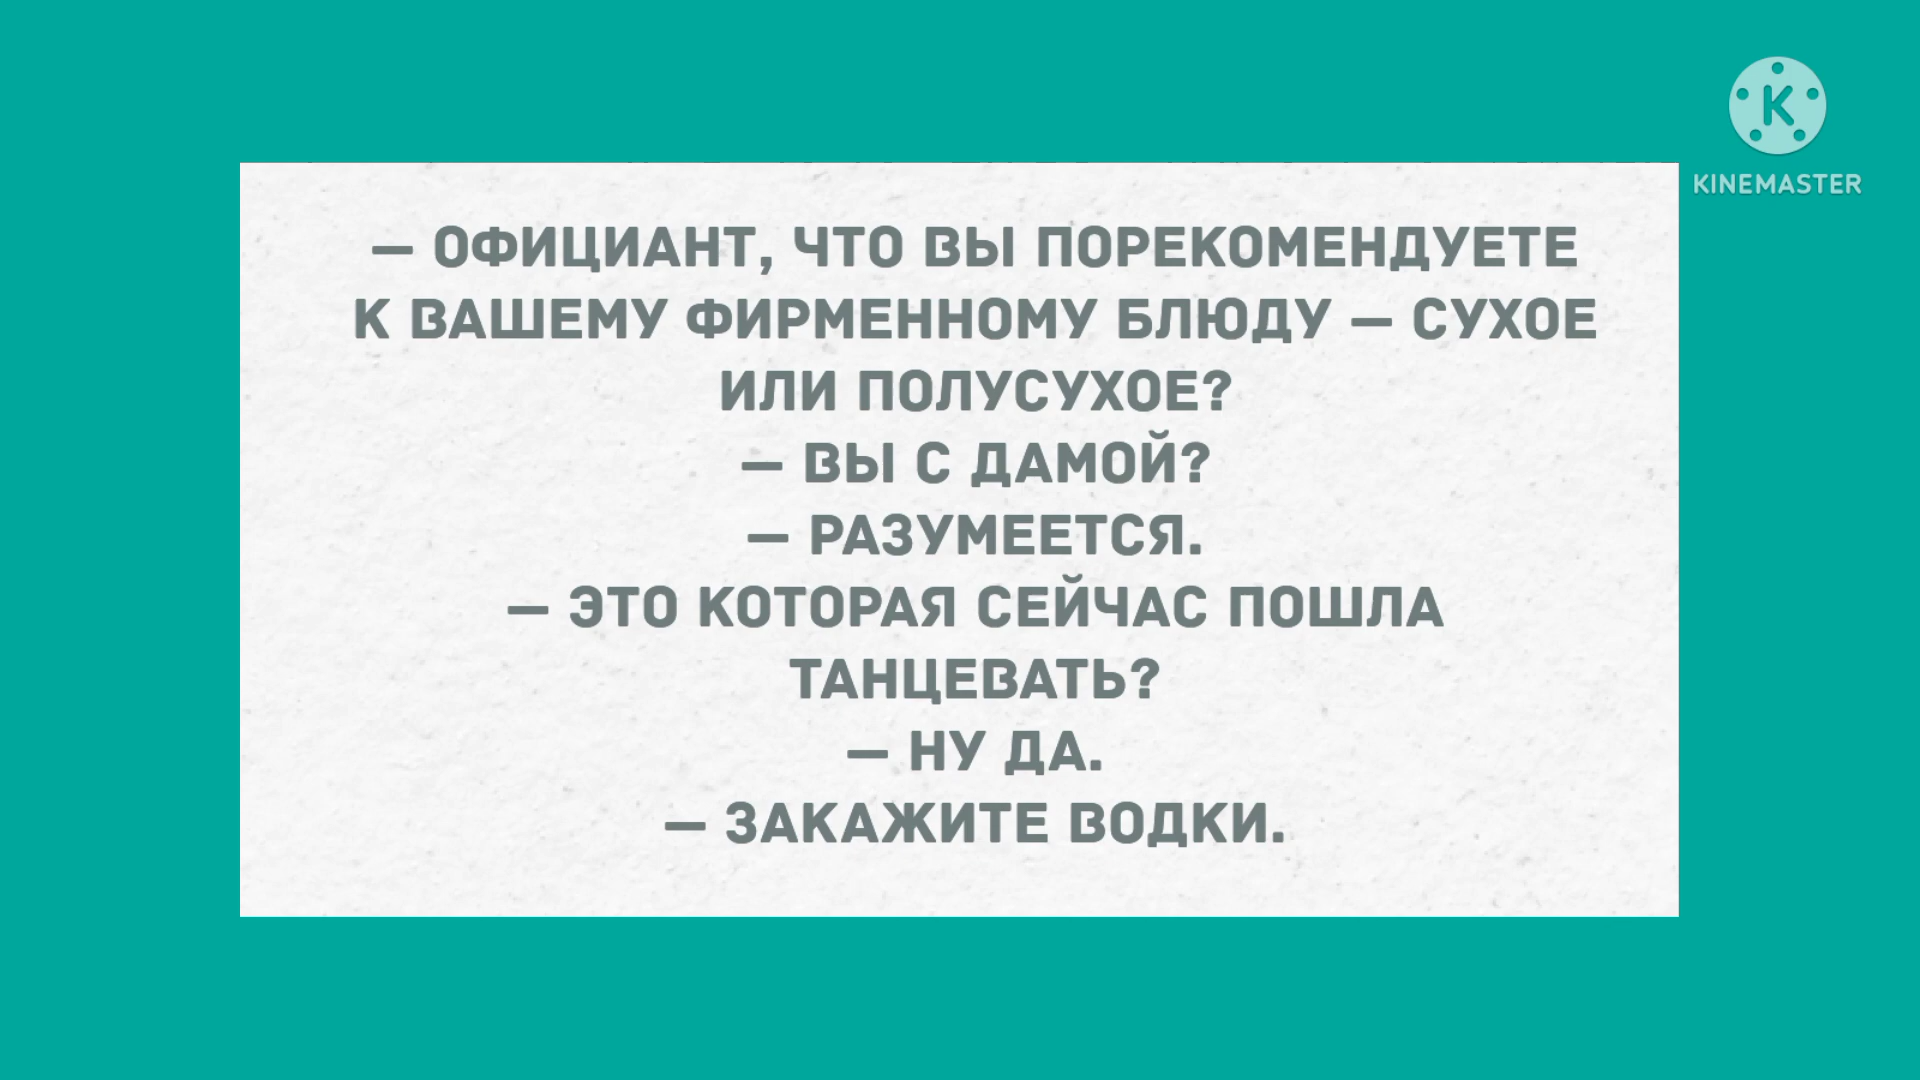 — ОФИЦИАНТ, ЧТО ВЫ ПОРЕКОМЕНДУЕТЕ
К ВАШЕМУ ФИРМЕННОМУ БЛЮДУ — СУХОЕ
ИЛИ ПОЛУСУХОЕ?
— ВЫ С ДАМОЙ?
— РАЗУМЕЕТСЯ.
— ЭТО КОТОРАЯ СЕЙЧАС ПОШЛА
ТАНЦЕВАТЬ?
— НУ ДА.
— ЗАКАЖИТЕ ВОДКИ.
K
KINEMASTER